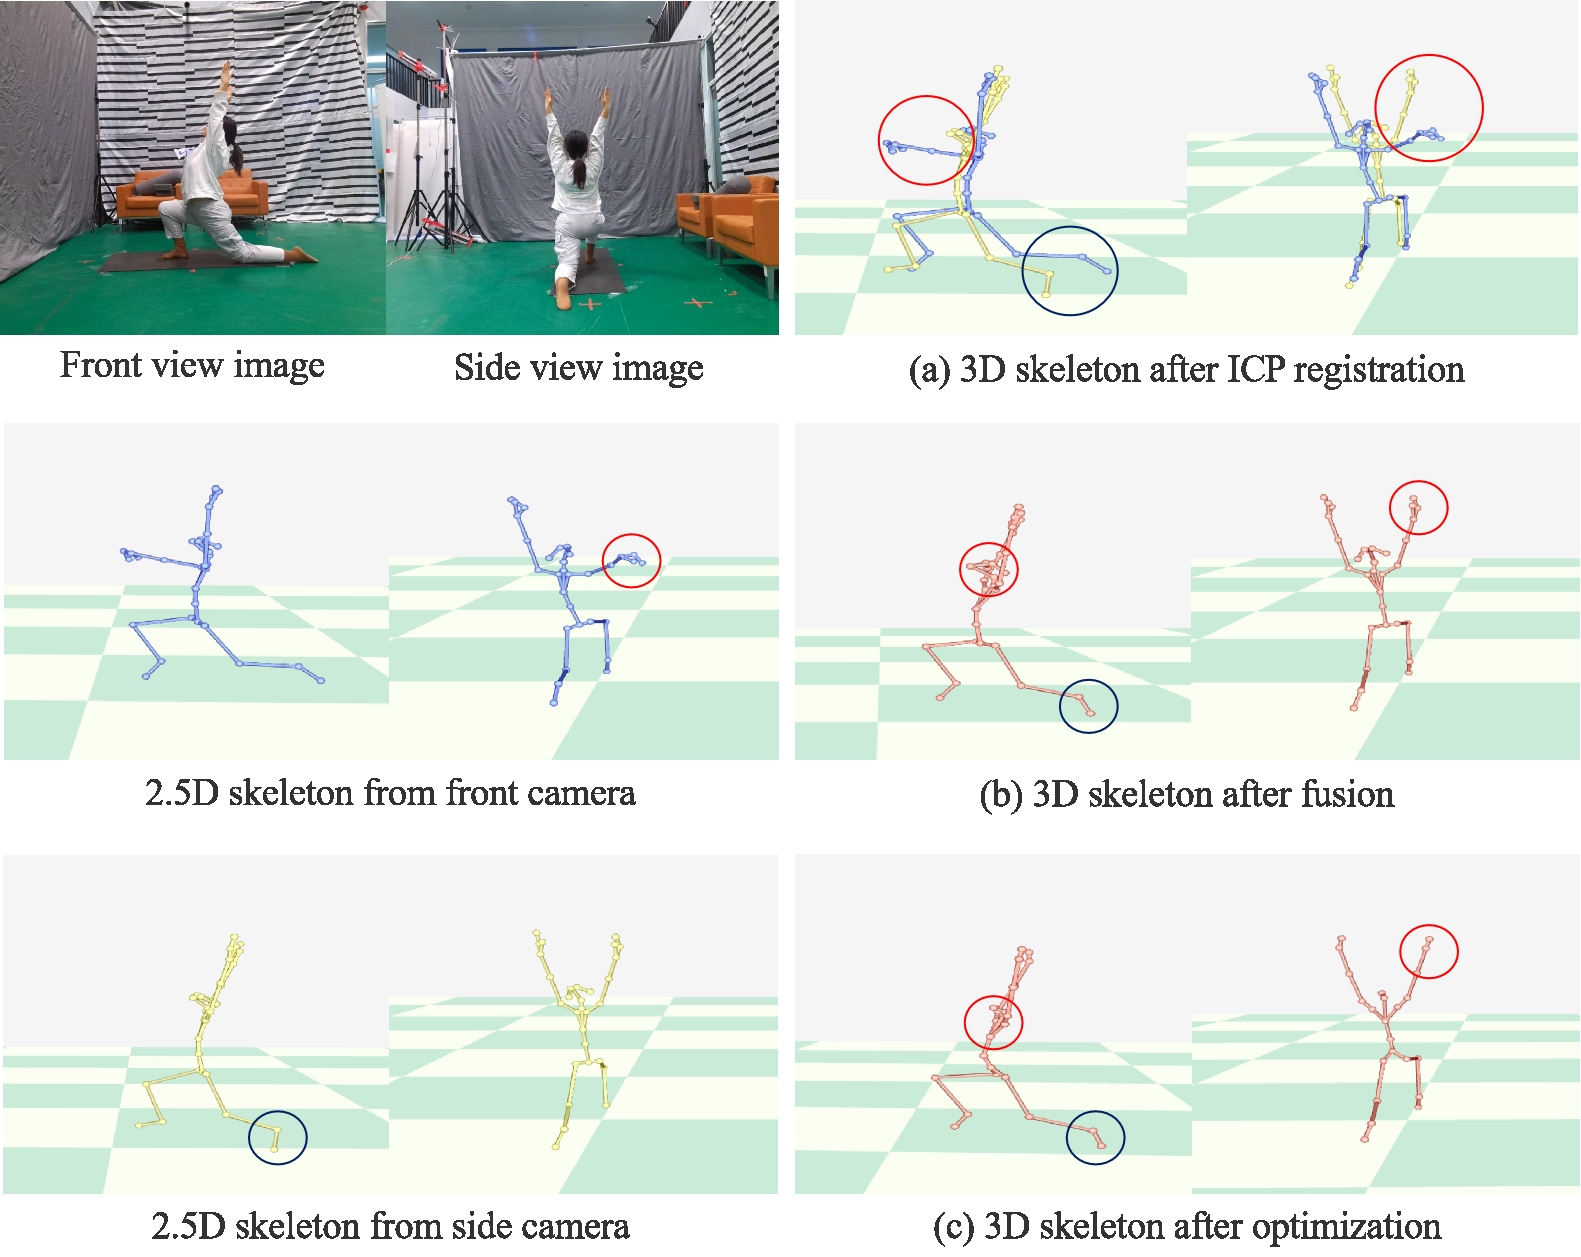 Front view image
Side view image
(a) 3D skeleton after ICP registration
2.5D skeleton from front camera
(b) 3D skeleton after fusion
2.5D skeleton from side camera
(c) 3D skeleton after optimization